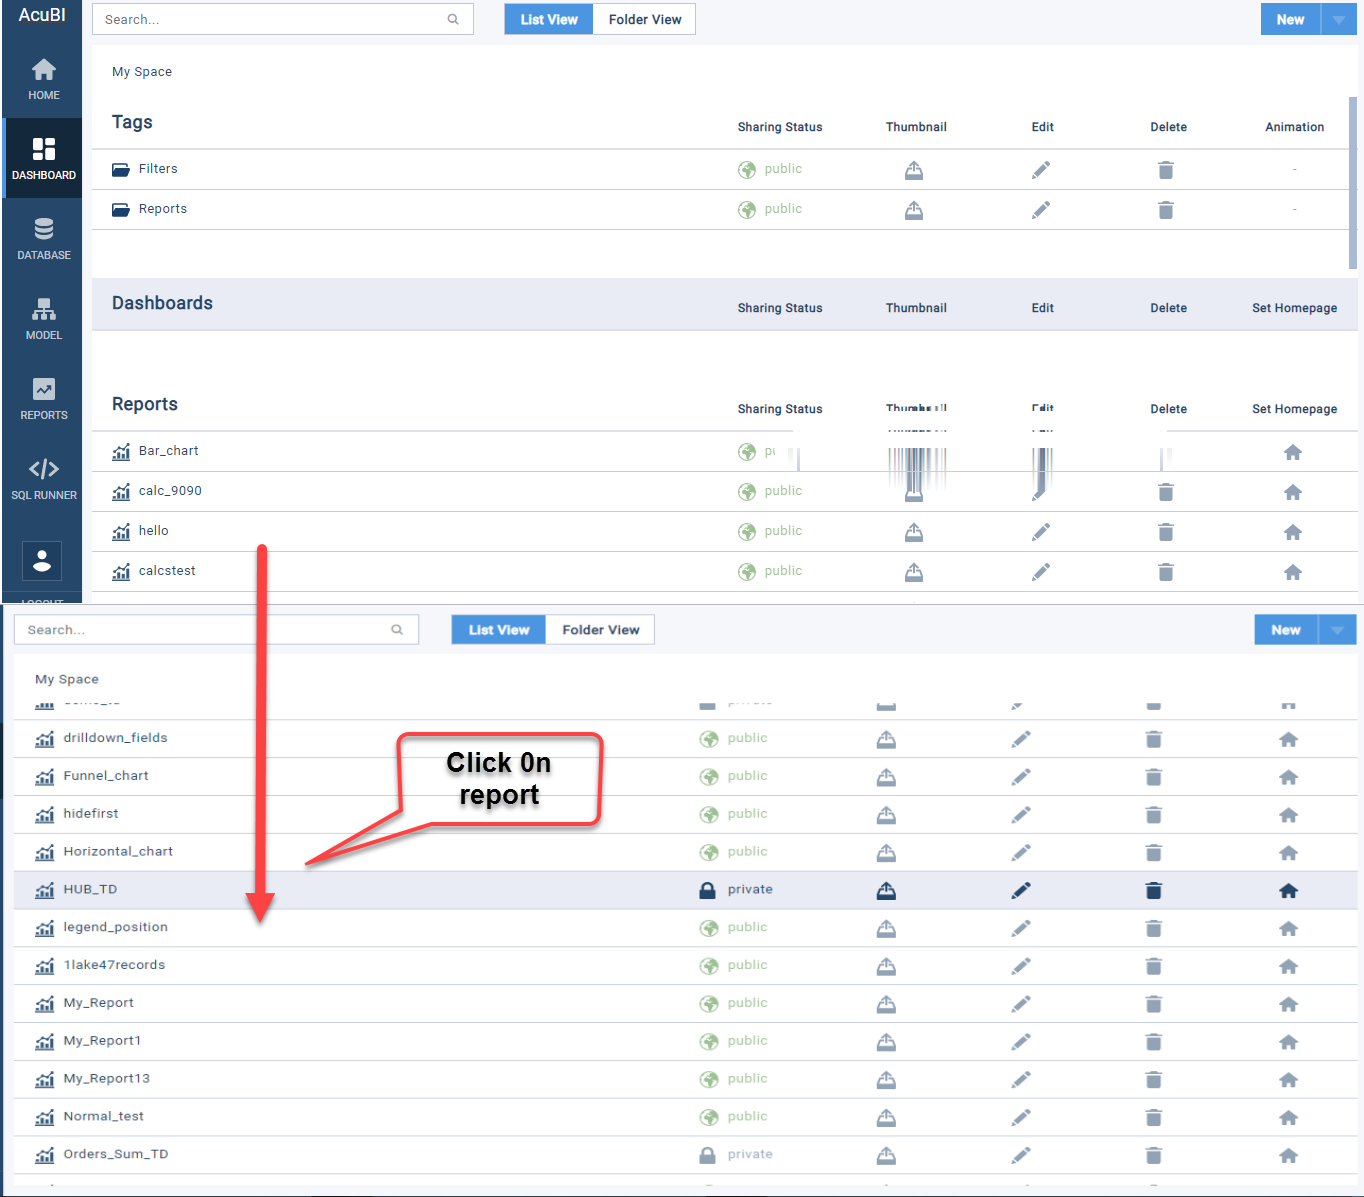 AcuBI
Search...
List View Folder View
New
HOME
DASHBOARD
DATABASE
MODEL
REPORTS
SQL RUNNER
My Space
Tags Sharing Status Thumbnail Edit Delete Animation
Filters public -
Reports public -
Dashboards Sharing Status Thumbnail Edit Delete Set Homepage
Reports Sharing Status Delete Set Homepage
Bar_chart
calc_9090 public
hello public
calcstest public
Search...
List View Folder View
New
My Space
drilldown_fields public
Funnel_chart public
hidefirst public
Horizontal_chart public
HUB_TD private
legend_position public
1lake47records public
My_Report public
My_Report1 public
My_Report13 public
Normal_test public
Orders_Sum_TD private
Click 0n
report